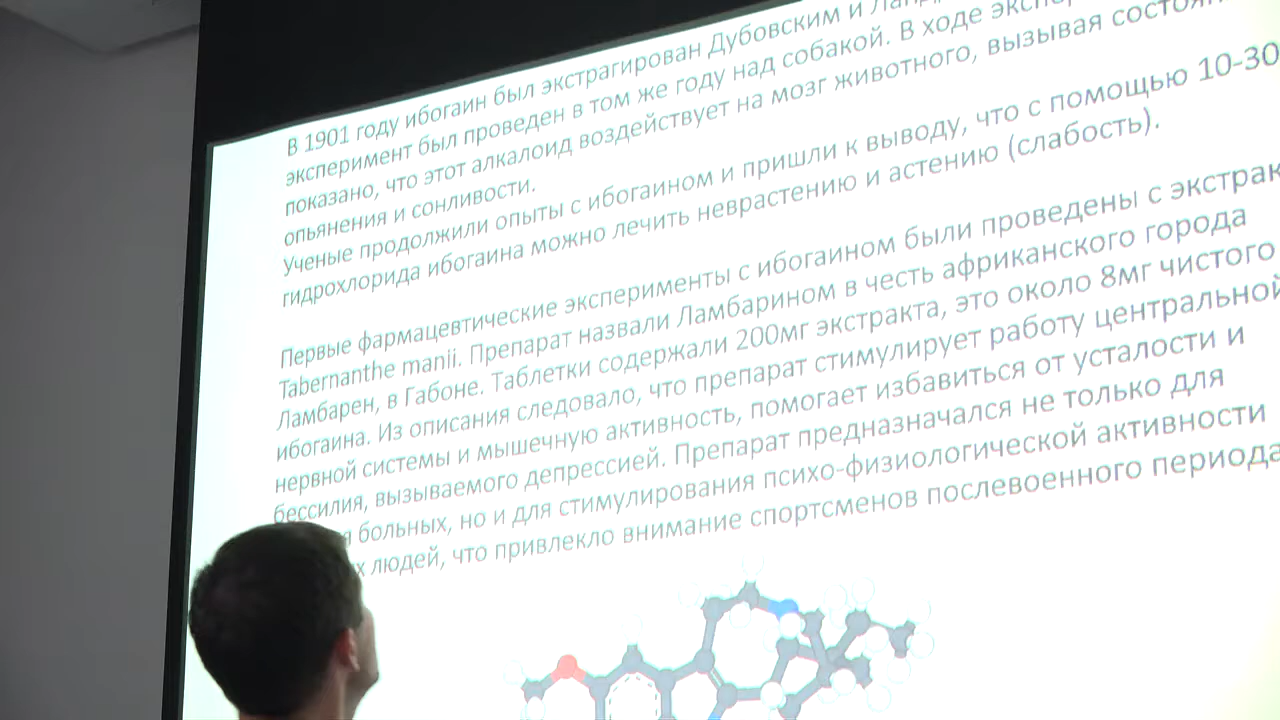 В 1901 году ибогаин был экстрагирован Дубовским и
эксперимент был проведен в том же году над собакой. В ходе
показано, что этот алкалоид воздействует на мозг животного, вызывая
опьянения и сонливости.
Ученые продолжили опыты с ибогаином и пришли к выводу, что с помощью 10-30
гидрохлорида ибогаина можно лечить неврастению и астению (слабость).
Первые фармацевтические эксперименты с ибогаином были проведены с
Tabernanthe manii. Препарат назвали Ламбарином в честь африканского города
Ламбарен, в Габоне. Таблетки содержали 200мг экстракта, это около 8мг чистого
ибогаина. Из описания следовало, что препарат стимулирует работу центральной
нервной системы и мышечную активность, помогает избавиться от усталости и
бессилия, вызываемого депрессией. Препарат предназначался не только для
больных, но и для стимулирования психо-физиологической активности
людей, что привлекло внимание спортсменов послевоенного периода